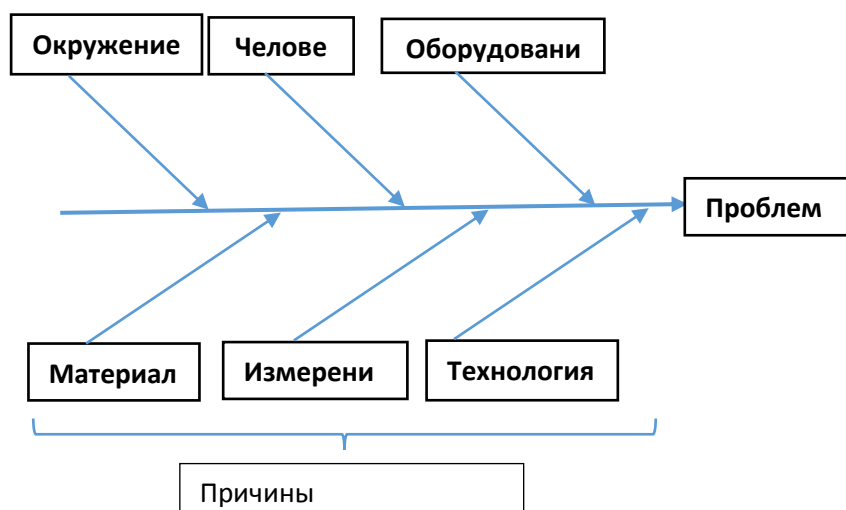 Окружение
Челове
Оборудовани
Проблем
Материал
Измерени
Технология
Причины